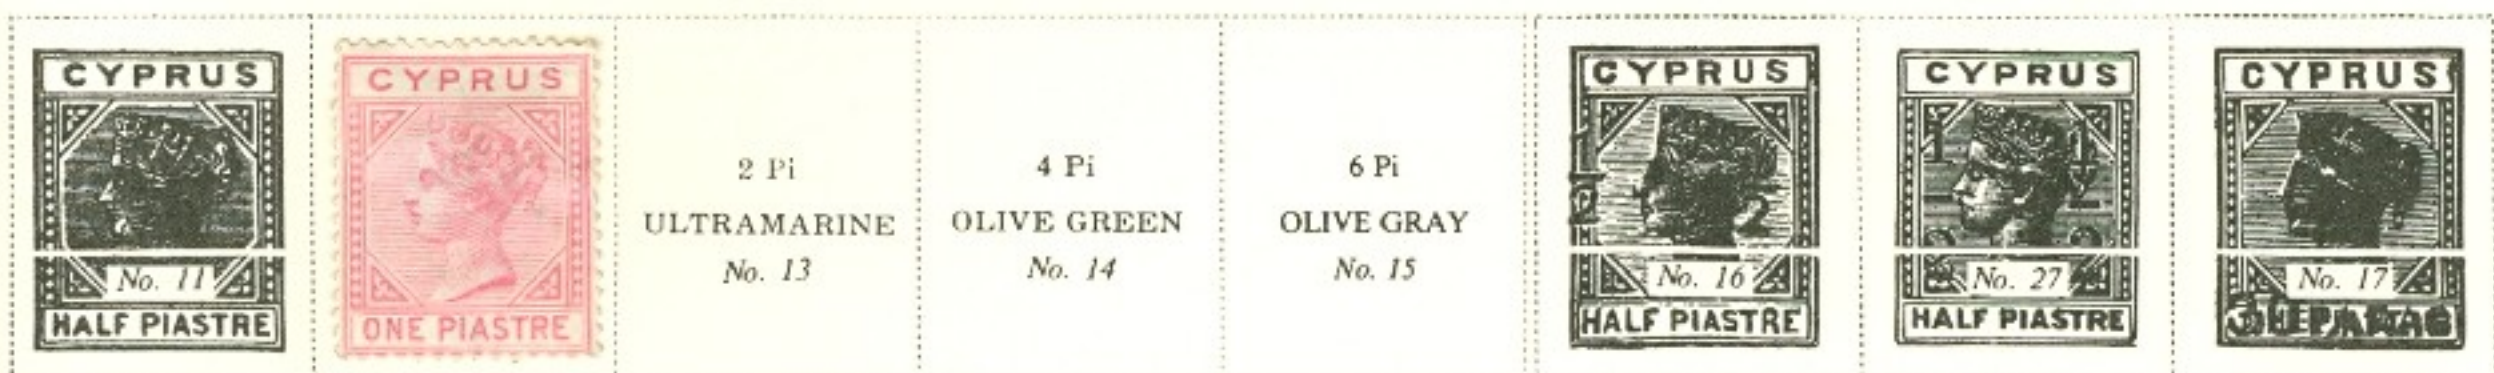 CYPRUS
No. 11
HALF PIASTRE
CYPRUS
ONE PIASTRE
2 Pi
ULTRAMARINE
No. 13
4 Pi
OLIVE GREEN
No. 14
6 Pi
OLIVE GRAY
No. 15
CYPRUS
No. 16
HALF PIASTRE
CYPRUS
No. 27
HALF PIASTRE
CYPRUS
No. 17